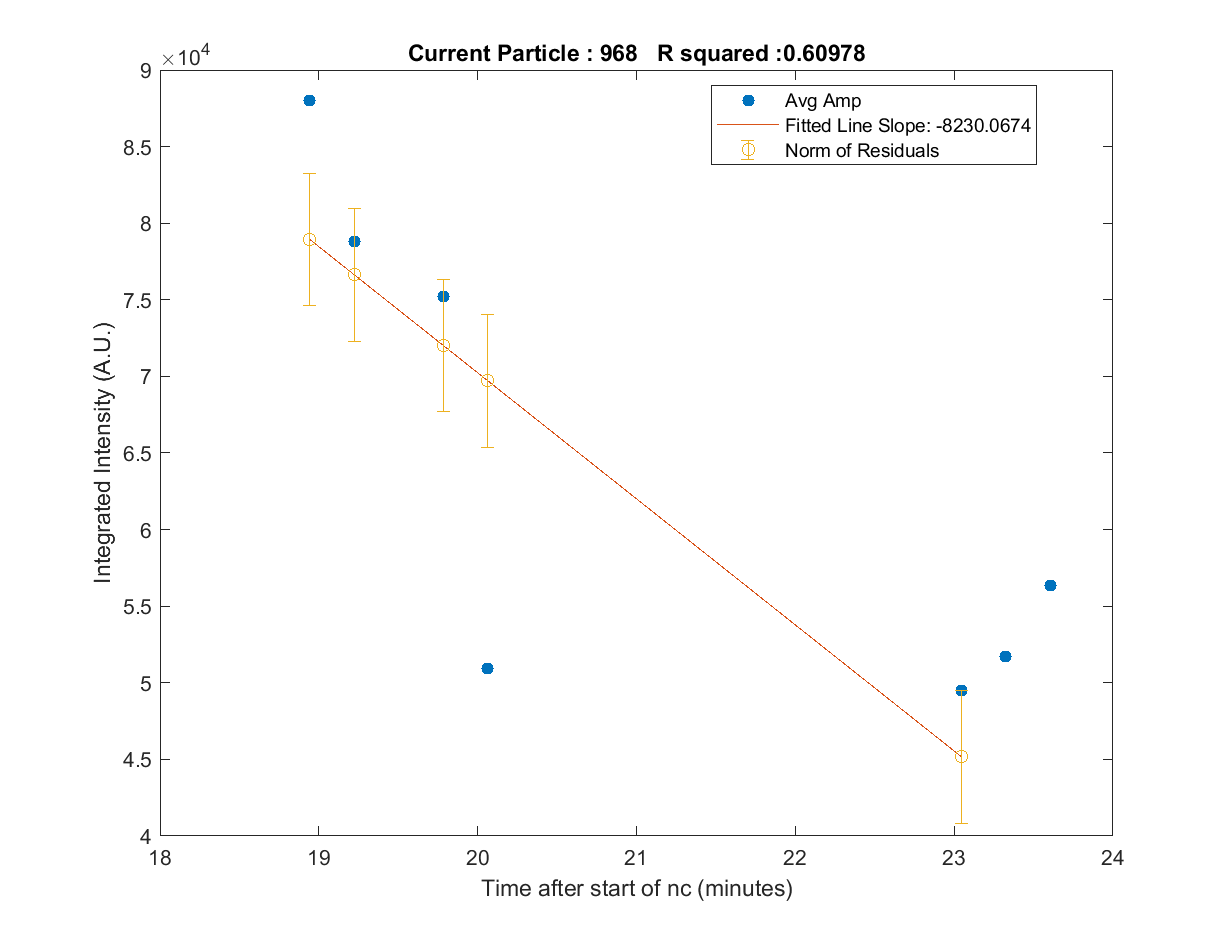 Current Particle : 968 R squared :0.60978
×10^4
9
8.5
8
7.5
7
6.5
6
5.5
5
4.5
4
Integrated Intensity (A.U.)
Avg Amp
Fitted Line Slope: -8230.0674
Norm of Residuals
18 19 20 21 22 23 24
Time after start of nc (minutes)